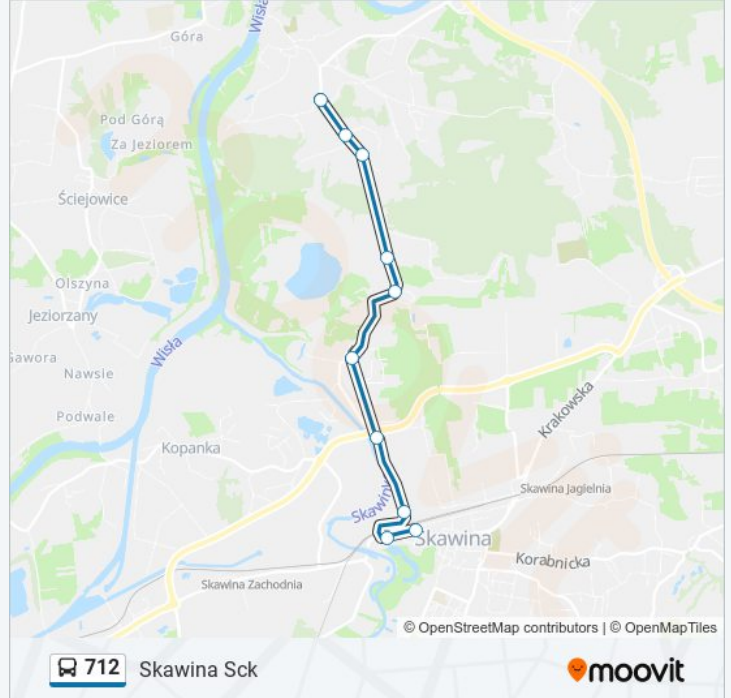 Góra
Wisła
Pod Górą
Za Jeziorem
Ściejowice
Olszyna
Jeziorzany
Gawora
Wisła
Nawsie
Podwale
Krakowska
Kopanka
Skawina Jagielnia
Skawink
Skawina
Korabnicka
Skawina Zachodnia
© OpenStreetMap contributors | © OpenMapTiles
712 Skawina Sck
moovit